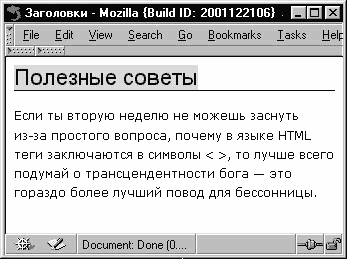 Заголовки - Mozilla {Build ID: 2001122106}
File Edit View Search Go Bookmarks Tasks Help
Полезные советы
Если ты вторую неделю не можешь заснуть
из-за простого вопроса, почему в языке HTML
теги заключаются в символы < >, то лучше всего
подумай о трансцендентности бога — это
гораздо более лучший повод для бессонницы.
Document: Done (0....